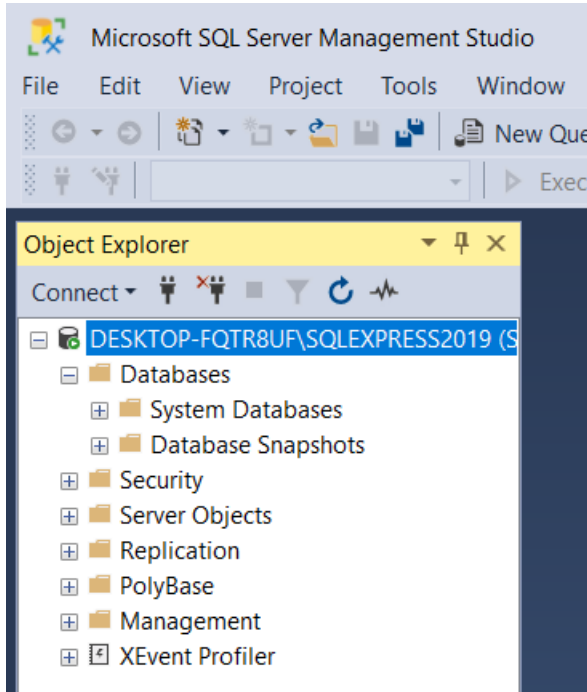 Microsoft SQL Server Management Studio
File Edit View Project Tools Window
New Que
Exec
Object Explorer
Connect
DESKTOP-FQTR8UF\SQLEXPRESS2019 (S
Databases
System Databases
Database Snapshots
Security
Server Objects
Replication
PolyBase
Management
XEvent Profiler